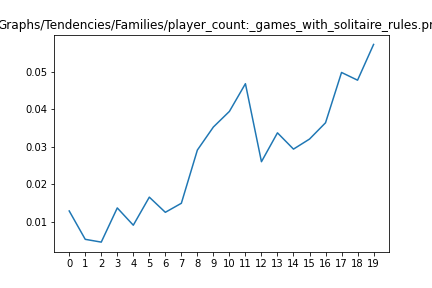 Graphs/Tendencies/Families/player_count:_games_with_solitaire_rules.pr
0.05
0.04
0.03
0.02
0.01
0 1 2 3 4 5 6 7 8 9 10 11 12 13 14 15 16 17 18 19